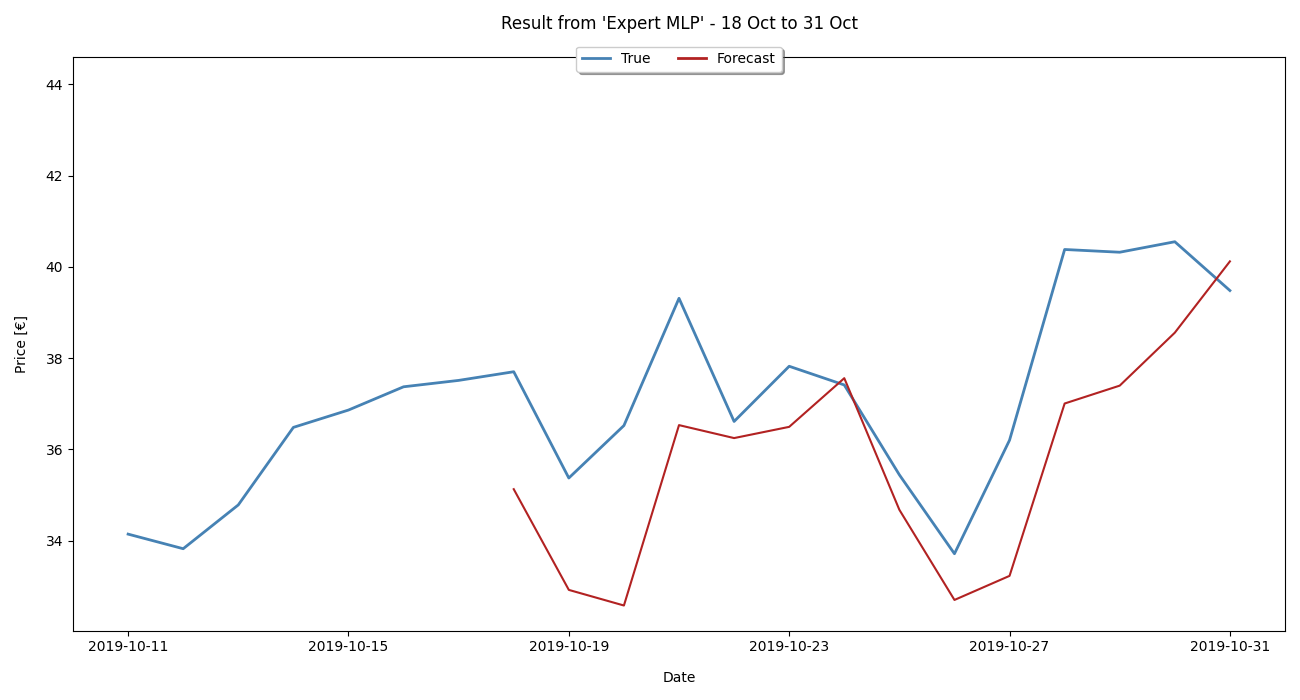 Result from 'Expert MLP' - 18 Oct to 31 Oct
True Forecast
44
42
40
38
36
34
Price [€]
2019-10-11 2019-10-15 2019-10-19 2019-10-23 2019-10-27 2019-10-31
Date